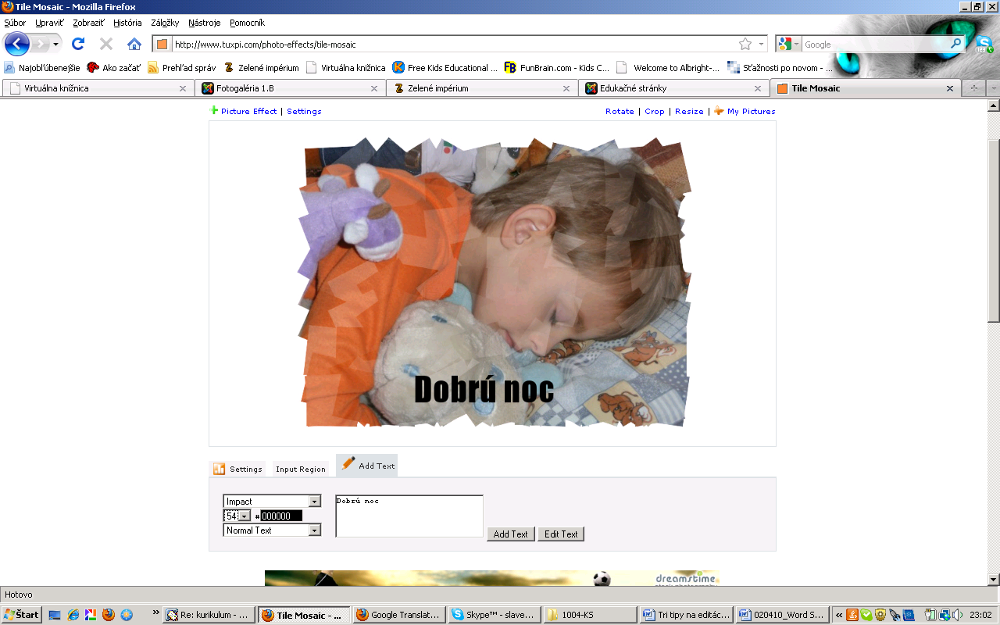 Tile Mosaic - Mozilla Firefox
Súbor Upraviť Zobraziť História Záložky Nástroje Pomocník
http://www.tuxpi.com/photo-effects/tile-mosaic
Google
Najobľúbenejšie Ako začať Prehľad správ Zelené impérium Virtuálna knižnica Free Kids Educational ... FunBrain.com - Kids C... Welcome to Albright-... Sťažnosti po novom - ...
Virtuálna knižnica Fotogaléria 1.B Zelené impérium Edukačné stránky Tile Mosaic
Picture Effect | Settings Rotate | Crop | Resize | My Pictures
Dobrú noc
Settings Input Region Add Text
Impact
54 # 000000
Normal Text
Dobrú noc
Add Text Edit Text
dreamstime
Hotovo
Štart Re: kurikulum - ... Tile Mosaic - ... Google Translat... Skype™ - slave... 1004-KS Tri tipy na editác... 020410_Word S... 23:02